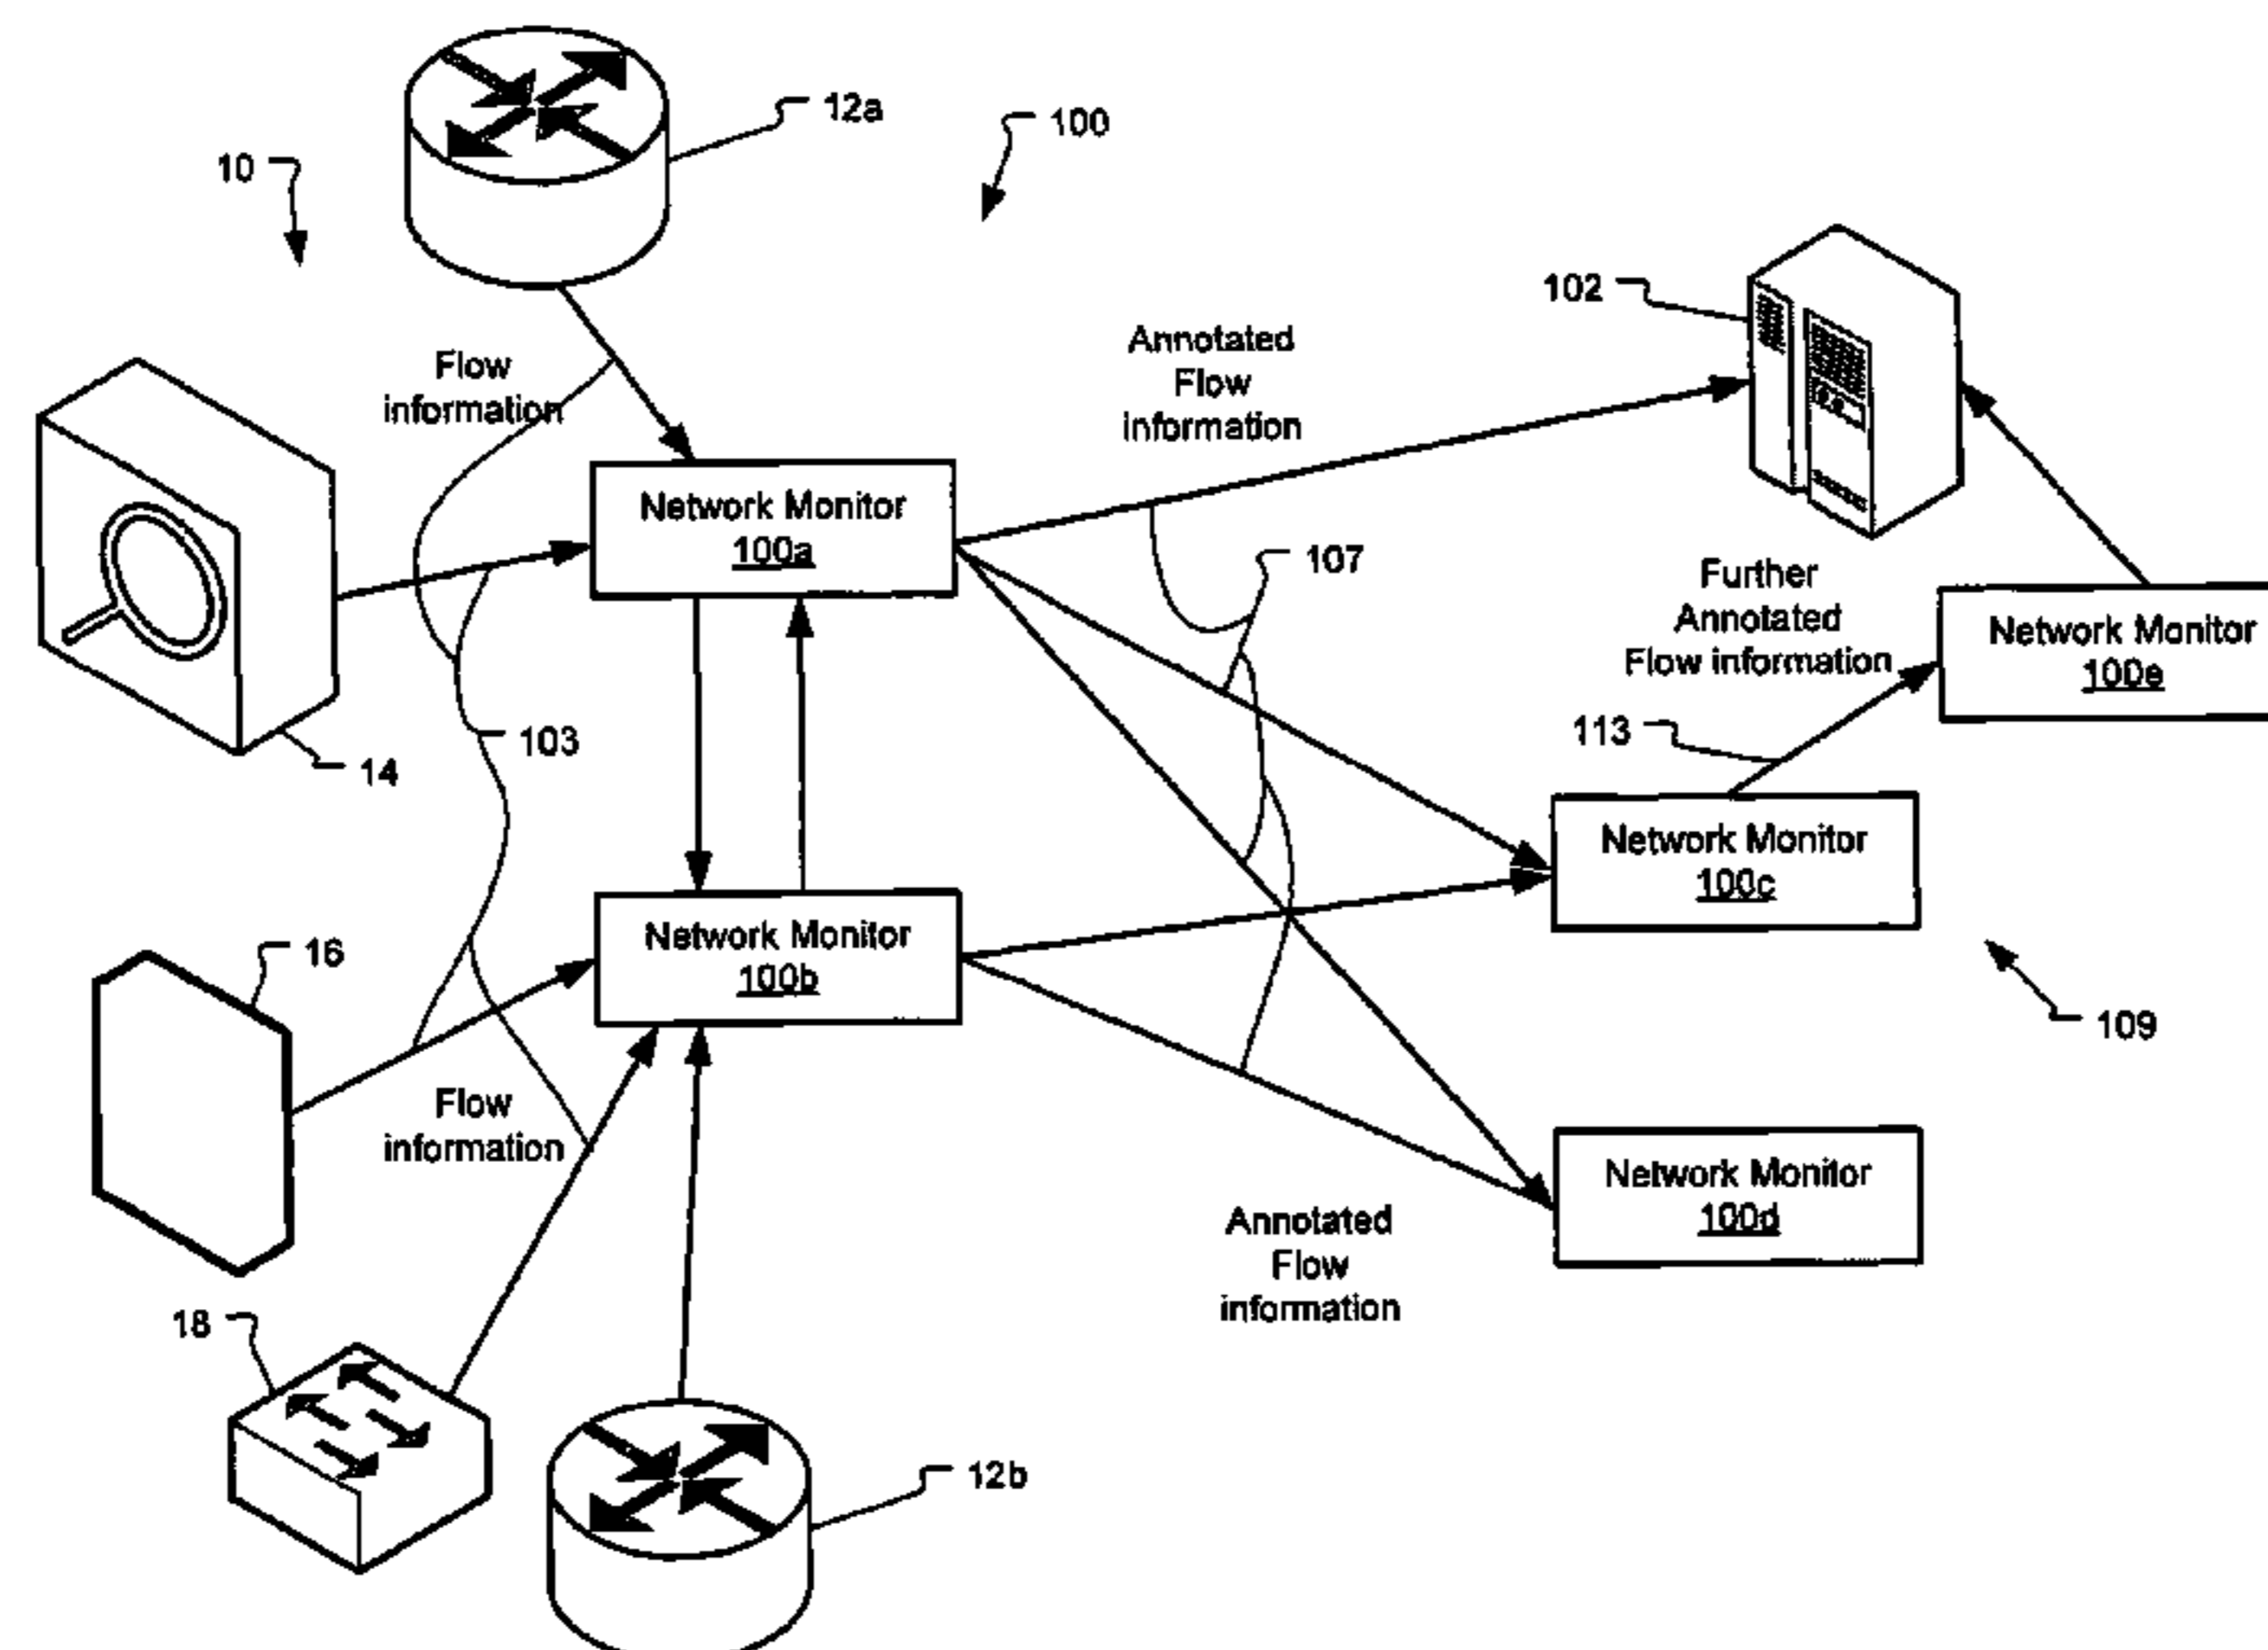 12a
100
10
102
Flow
information
Annotated
Flow
information
Network Monitor
100a
107
Further
Annotated
Flow information
Network Monitor
100e
103
14
113
Network Monitor
100c
Network Monitor
100b
16
109
Flow
information
Network Monitor
100d
Annotated
Flow
information
18
12b